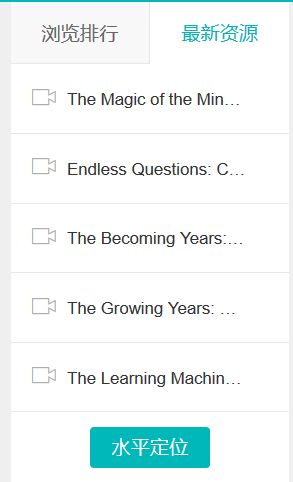 浏览排行 最新资源
The Magic of the Min...
Endless Questions: C...
The Becoming Years:...
The Growing Years: ...
The Learning Machin...
水平定位